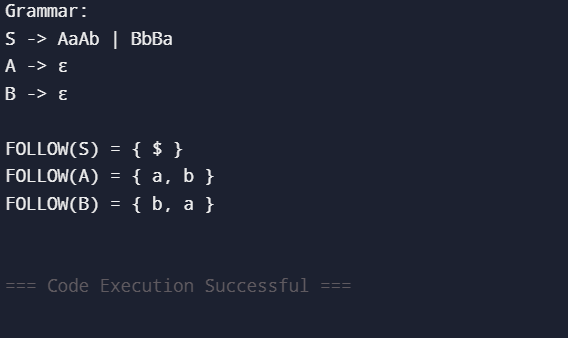 Grammar:
S -> AaAb | BbBa
A -> ε
B -> ε
FOLLOW(S) = { $ }
FOLLOW(A) = { a, b }
FOLLOW(B) = { b, a }
=== Code Execution Successful ===